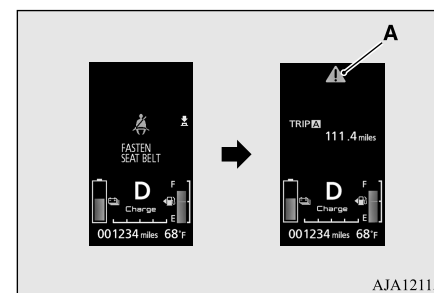 A
FASTEN
SEAT BELT
D
Charge
F
E
001234 miles 68°F
TRIP A
111.4 miles
D
Charge
F
E
001234 miles 68°F
AJA1211